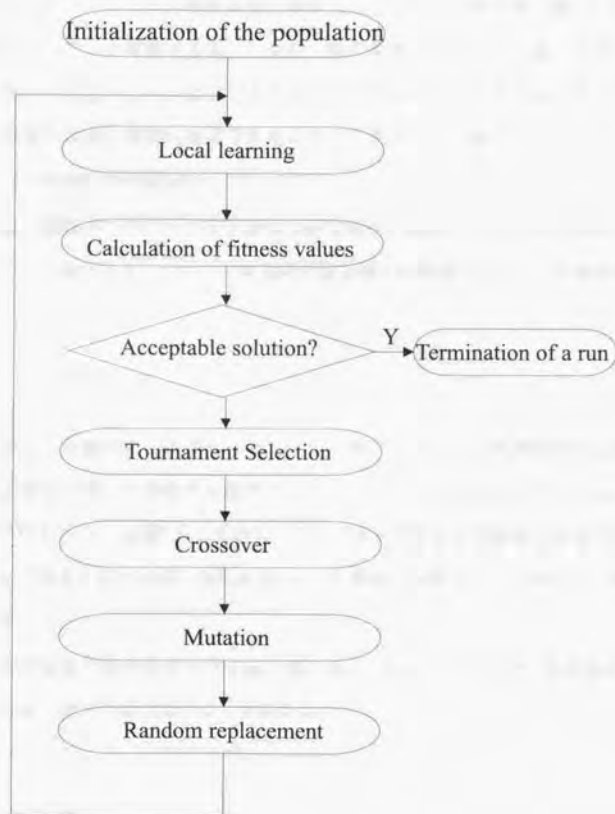 Initialization of the population
Local learning
Calculation of fitness values
Acceptable solution?
Y
Termination of a run
Tournament Selection
Crossover
Mutation
Random replacement